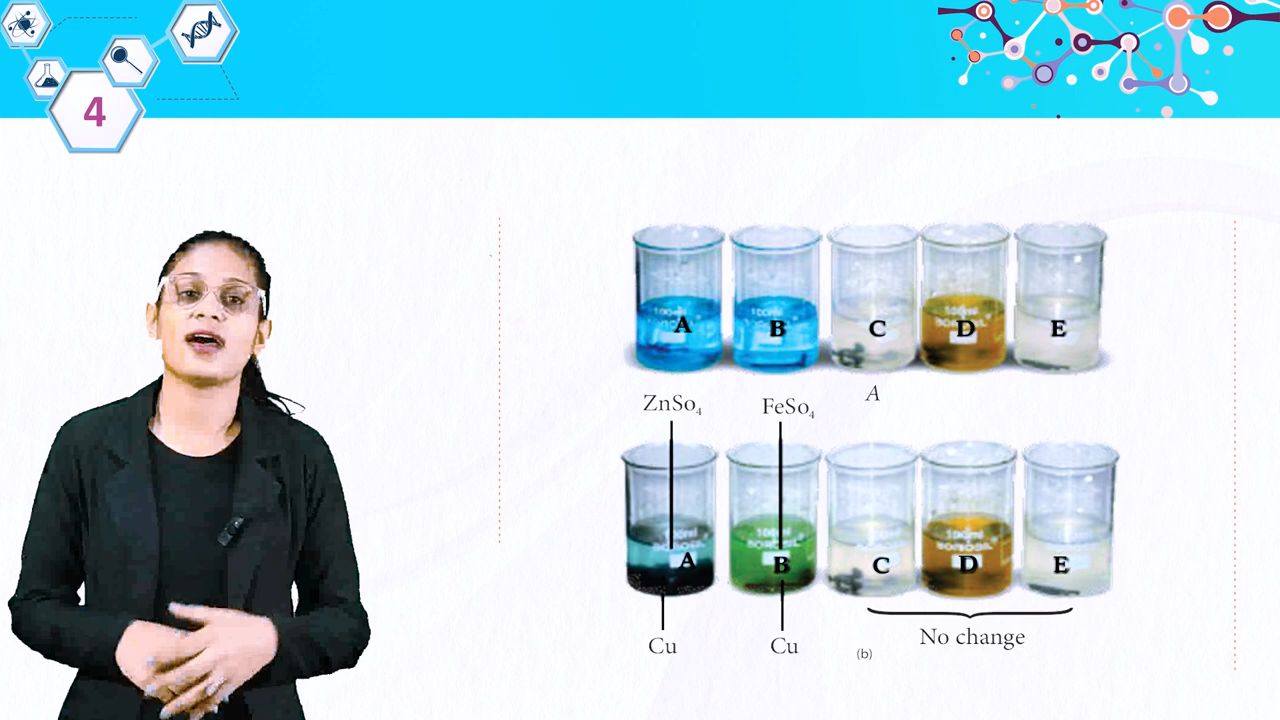 4
A B C D E
A
ZnSo₄ FeSo₄
A B C D E
Cu Cu No change
(b)